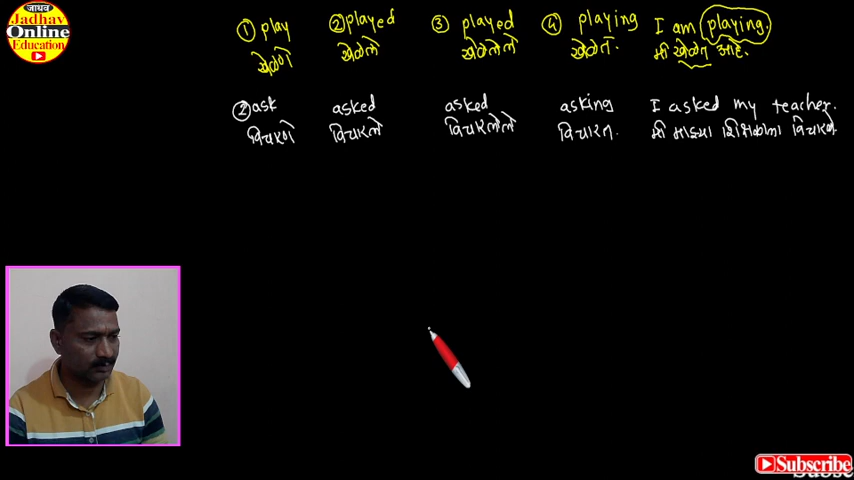 जाधव
Jadhav
Online
Education
① play ② played ③ played ④ playing I am playing.
खेळणे खेळले खेळलेले खेळत. मी खेळत आहे.
② ask asked asked asking I asked my teacher.
विचारणे विचारले विचारलेले विचारत. मी माझ्या शिक्षकांना विचारले.
Subscribe